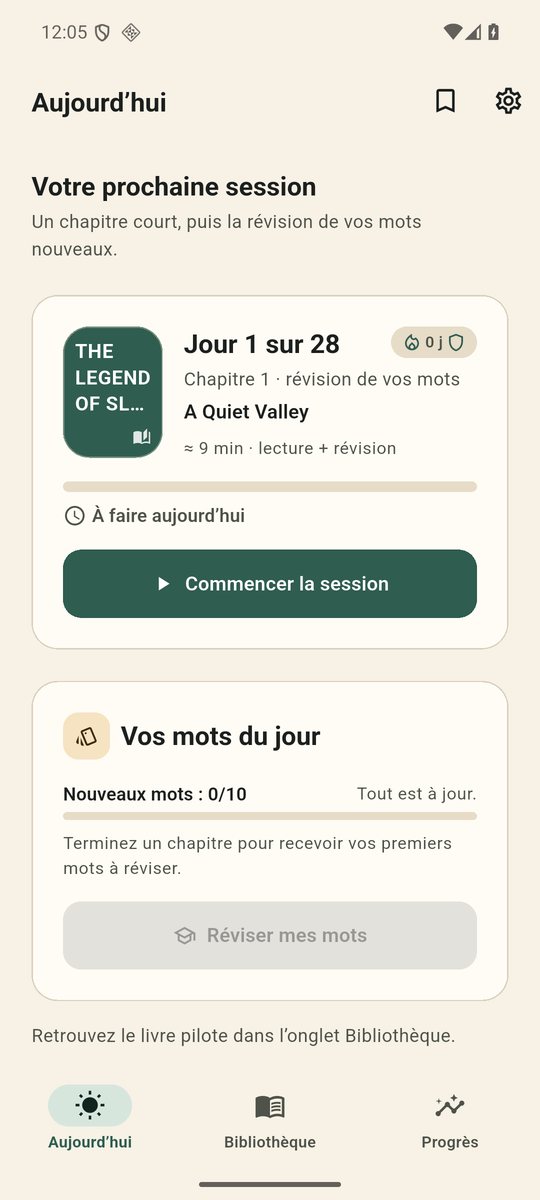 12:05
Aujourd’hui
Votre prochaine session
Un chapitre court, puis la révision de vos mots
nouveaux.
THE
LEGEND
OF SL…
Jour 1 sur 28
0 j
Chapitre 1 · révision de vos mots
A Quiet Valley
≈ 9 min · lecture + révision
À faire aujourd’hui
Commencer la session
Vos mots du jour
Nouveaux mots : 0/10
Tout est à jour.
Terminez un chapitre pour recevoir vos premiers
mots à réviser.
Réviser mes mots
Retrouvez le livre pilote dans l’onglet Bibliothèque.
Aujourd’hui
Bibliothèque
Progrès